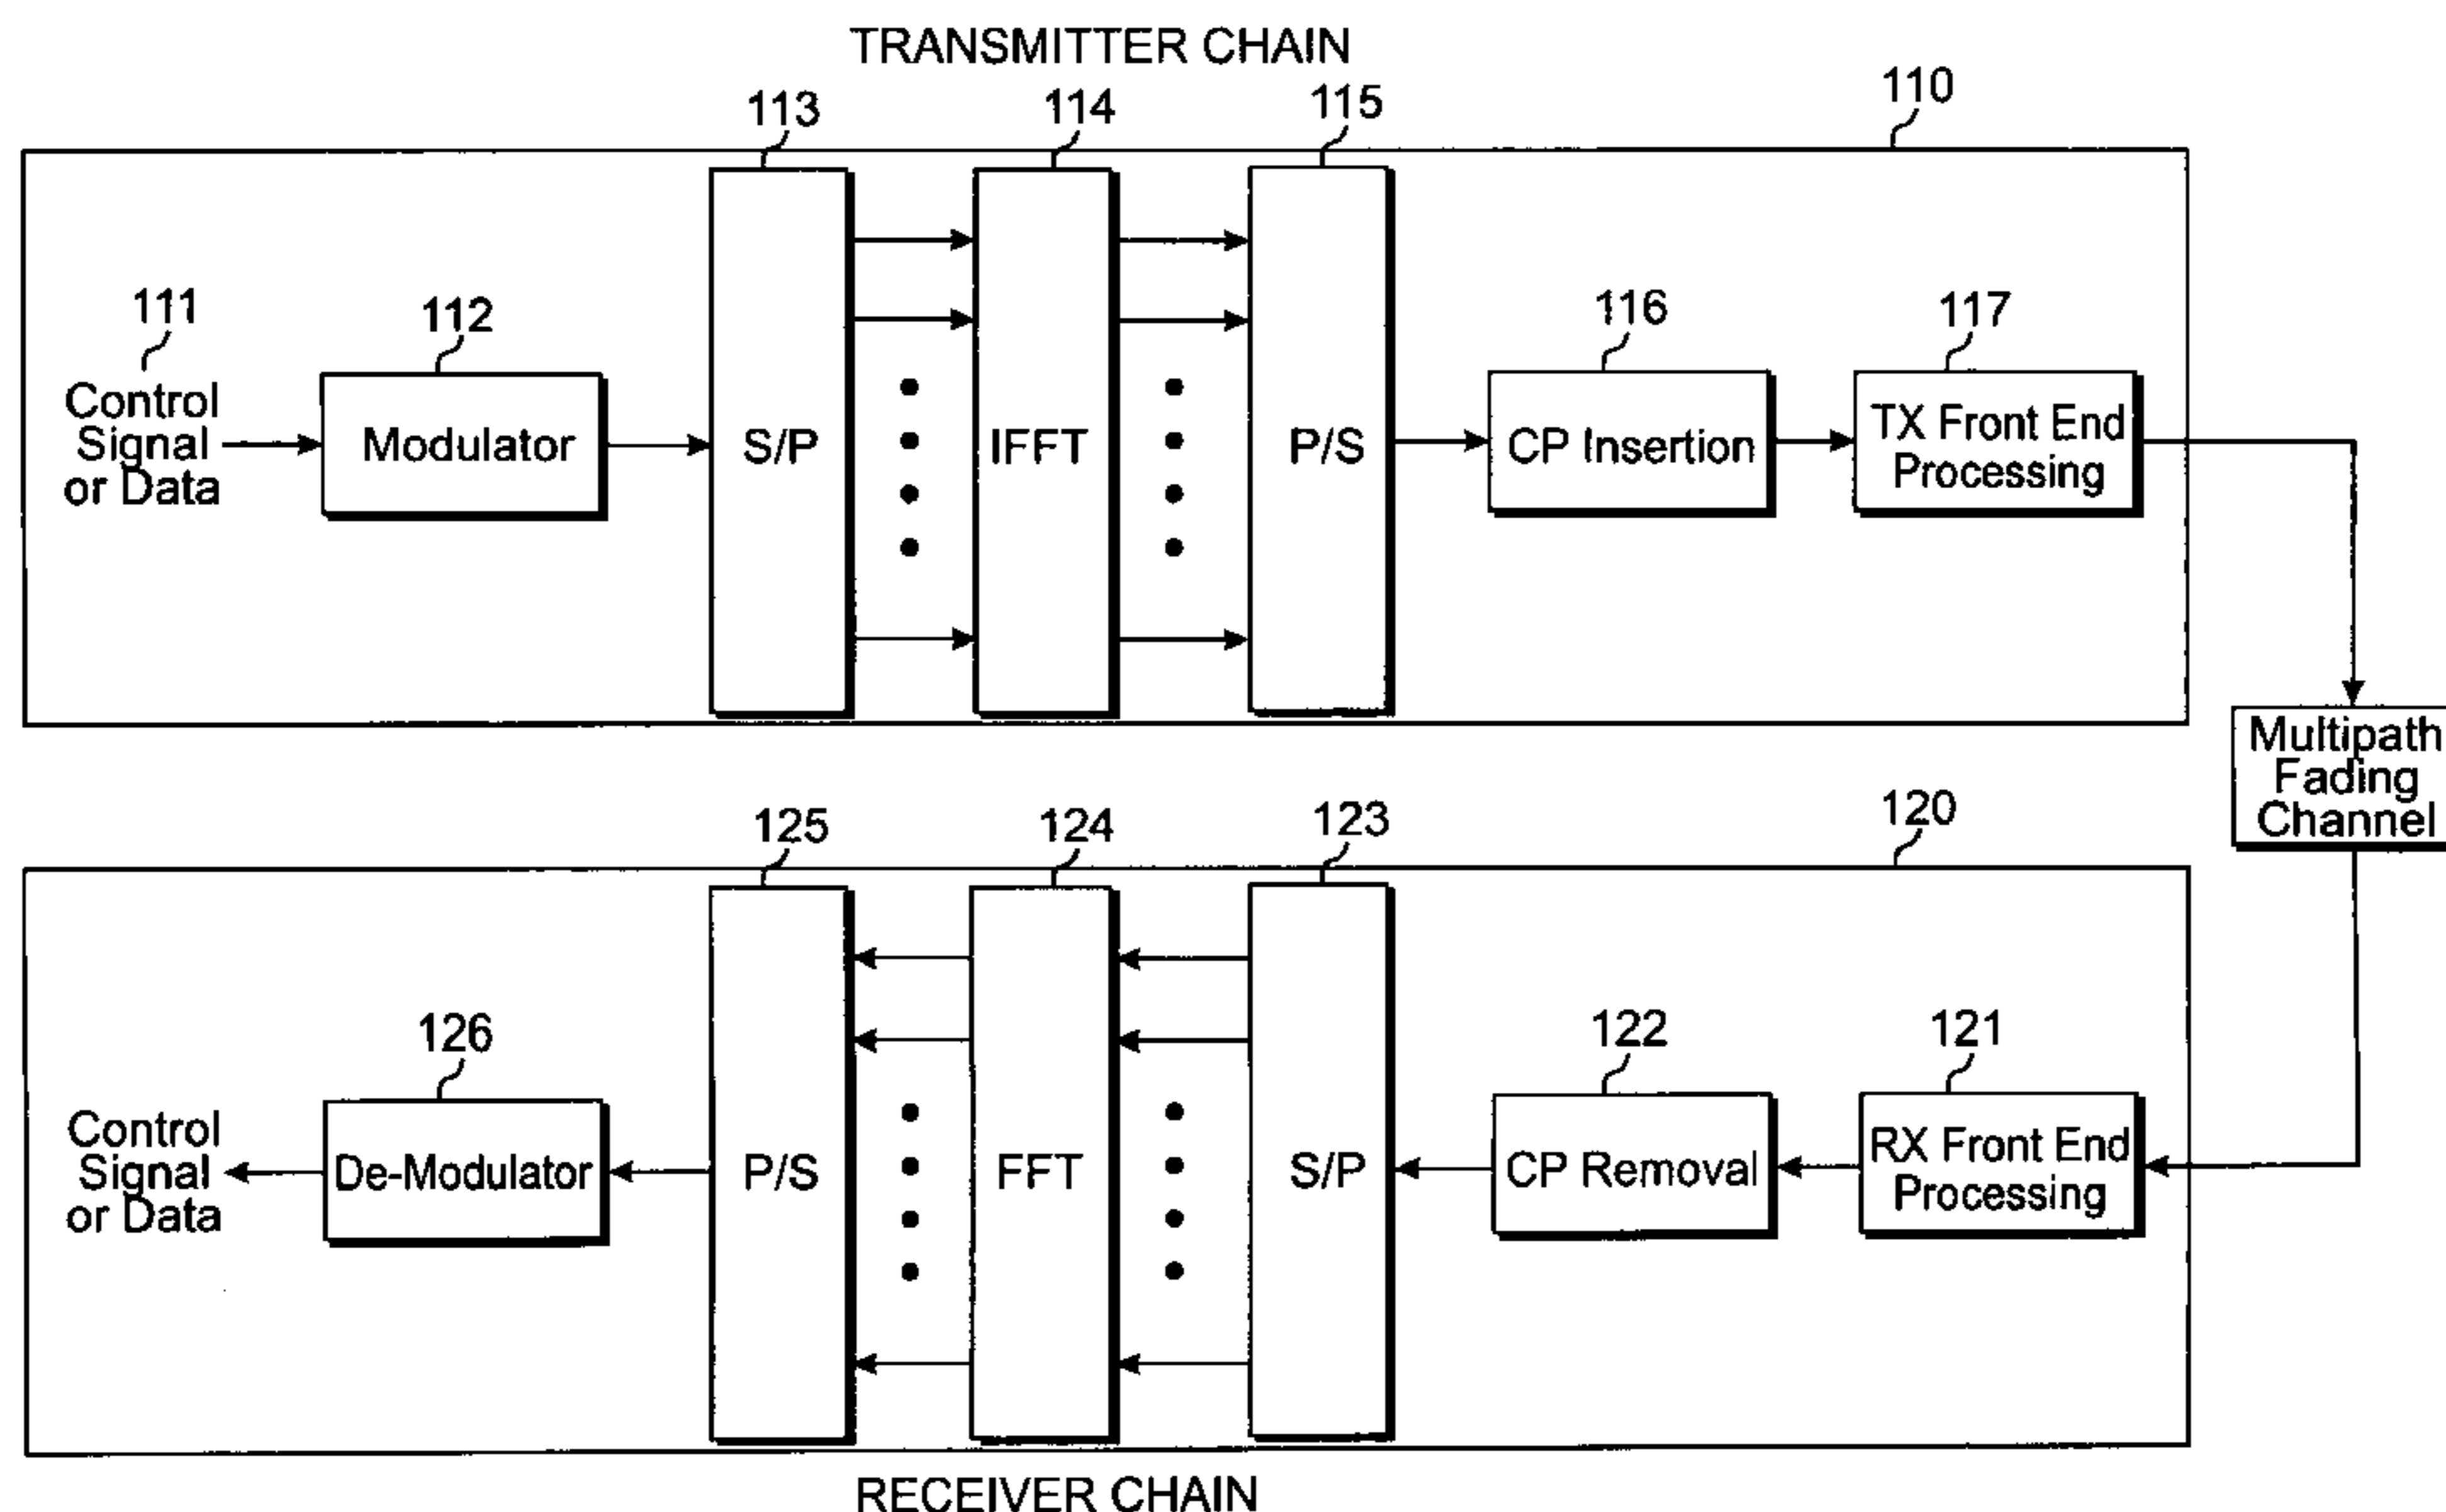 TRANSMITTER CHAIN
110
113
114
115
111
112
116
117
Control
Signal
or Data
Modulator
S/P
IFFT
P/S
CP Insertion
TX Front End
Processing
Multipath
Fading
Channel
120
125
124
123
126
122
121
Control
Signal
or Data
De-Modulator
P/S
FFT
S/P
CP Removal
RX Front End
Processing
RECEIVER CHAIN